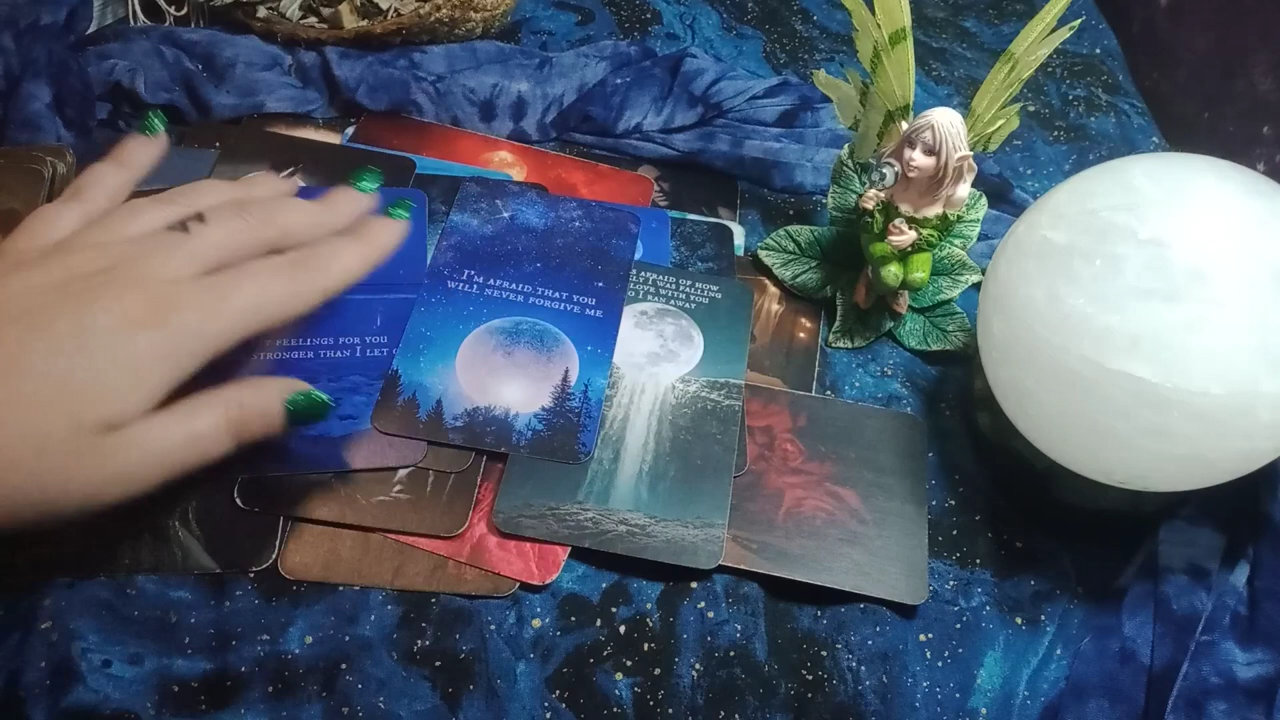 I'm afraid that you
will never forgive me
afraid of how
I was falling
love with you
I ran away
feelings for you
stronger than I let